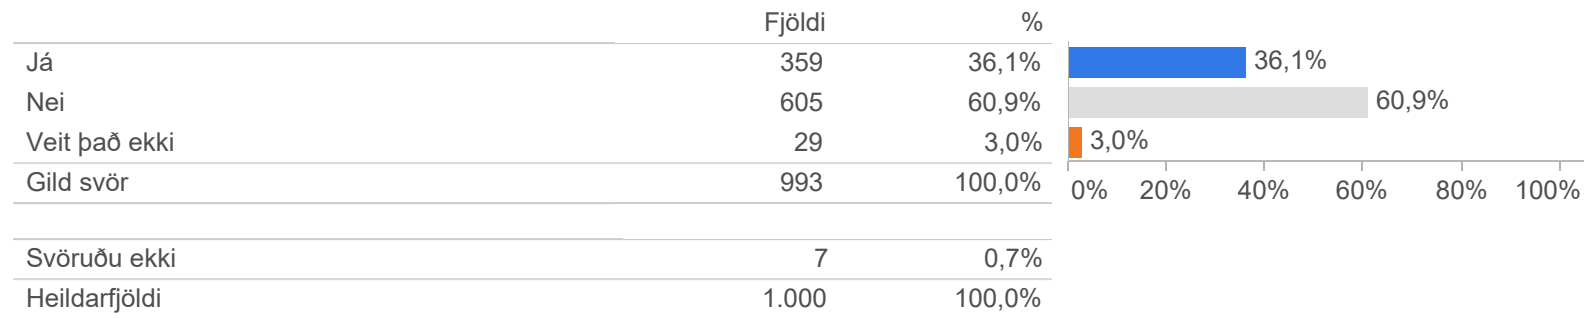 Fjöldi %
Já 359 36,1% 36,1%
Nei 605 60,9% 60,9%
Veit það ekki 29 3,0% 3,0%
Gild svör 993 100,0%
0% 20% 40% 60% 80% 100%
Svöruðu ekki 7 0,7%
Heildarfjöldi 1.000 100,0%